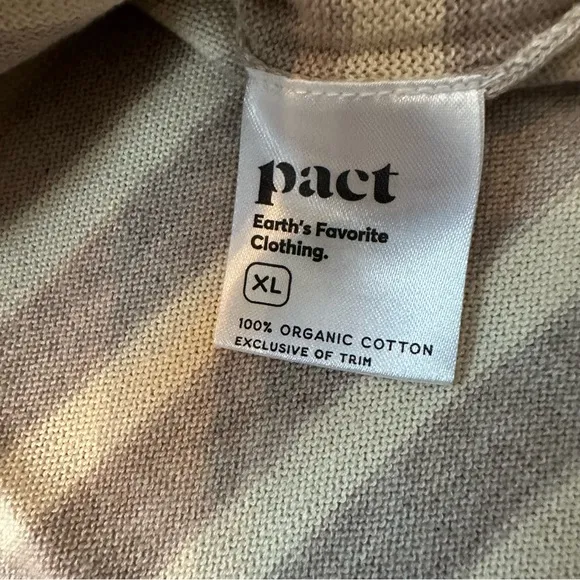 pact
Earth's Favorite
Clothing.
XL
100% ORGANIC COTTON
EXCLUSIVE OF TRIM